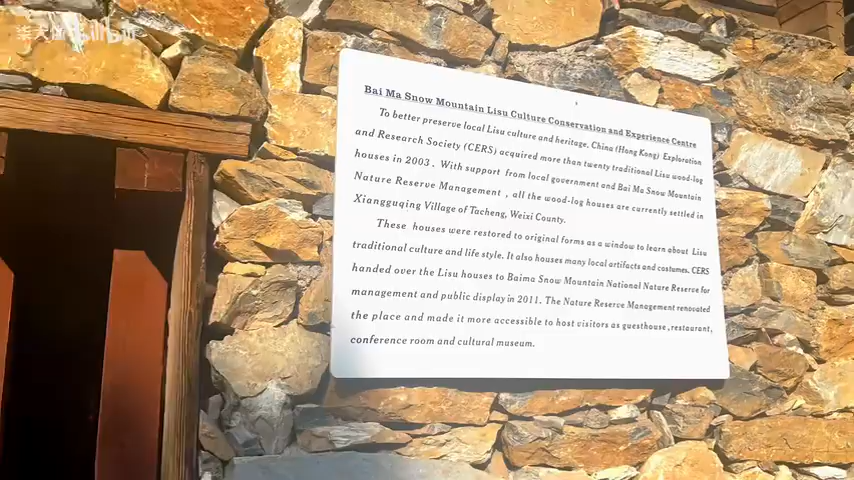 bilibili
Bai Ma Snow Mountain Lisu Culture Conservation and Experience Centre
To better preserve local Lisu culture and heritage, China (Hong Kong) Exploration
and Research Society (CERS) acquired more than twenty traditional Lisu wood-log
houses in 2003. With support from local government and Bai Ma Snow Mountain
Nature Reserve Management , all the wood-log houses are currently settled in
Xiangguqing Village of Tacheng, Weixi County.
These houses were restored to original forms as a window to learn about Lisu
traditional culture and life style. It also houses many local artifacts and costumes. CERS
handed over the Lisu houses to Baima Snow Mountain National Nature Reserve for
management and public display in 2011. The Nature Reserve Management renovated
the place and made it more accessible to host visitors as guesthouse, restaurant,
conference room and cultural museum.